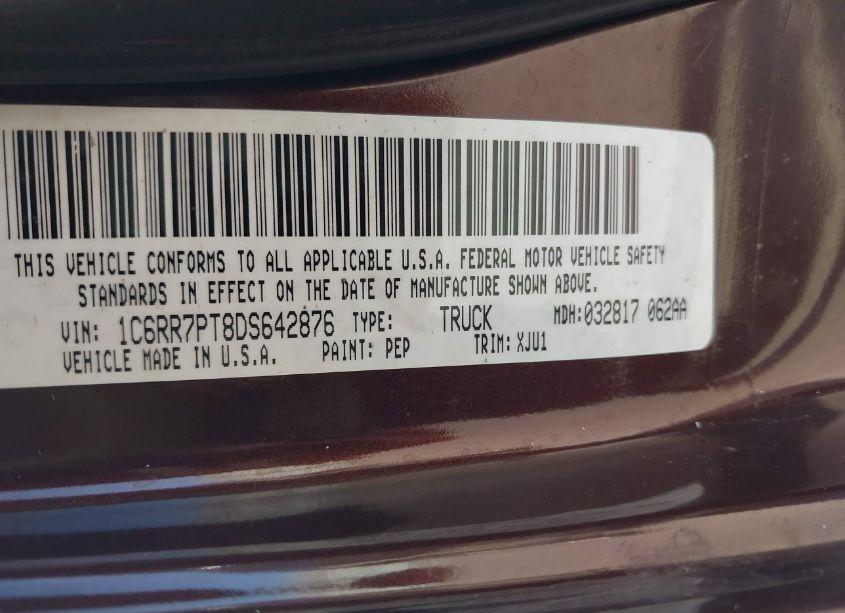 THIS VEHICLE CONFORMS TO ALL APPLICABLE U.S.A. FEDERAL MOTOR VEHICLE SAFETY
STANDARDS IN EFFECT ON THE DATE OF MANUFACTURE SHOWN ABOVE.
VIN: 1C6RR7PT8DS642876 TYPE: TRUCK MDH:032817 062AA
VEHICLE MADE IN U.S.A. PAINT: PEP TRIM: XJU1